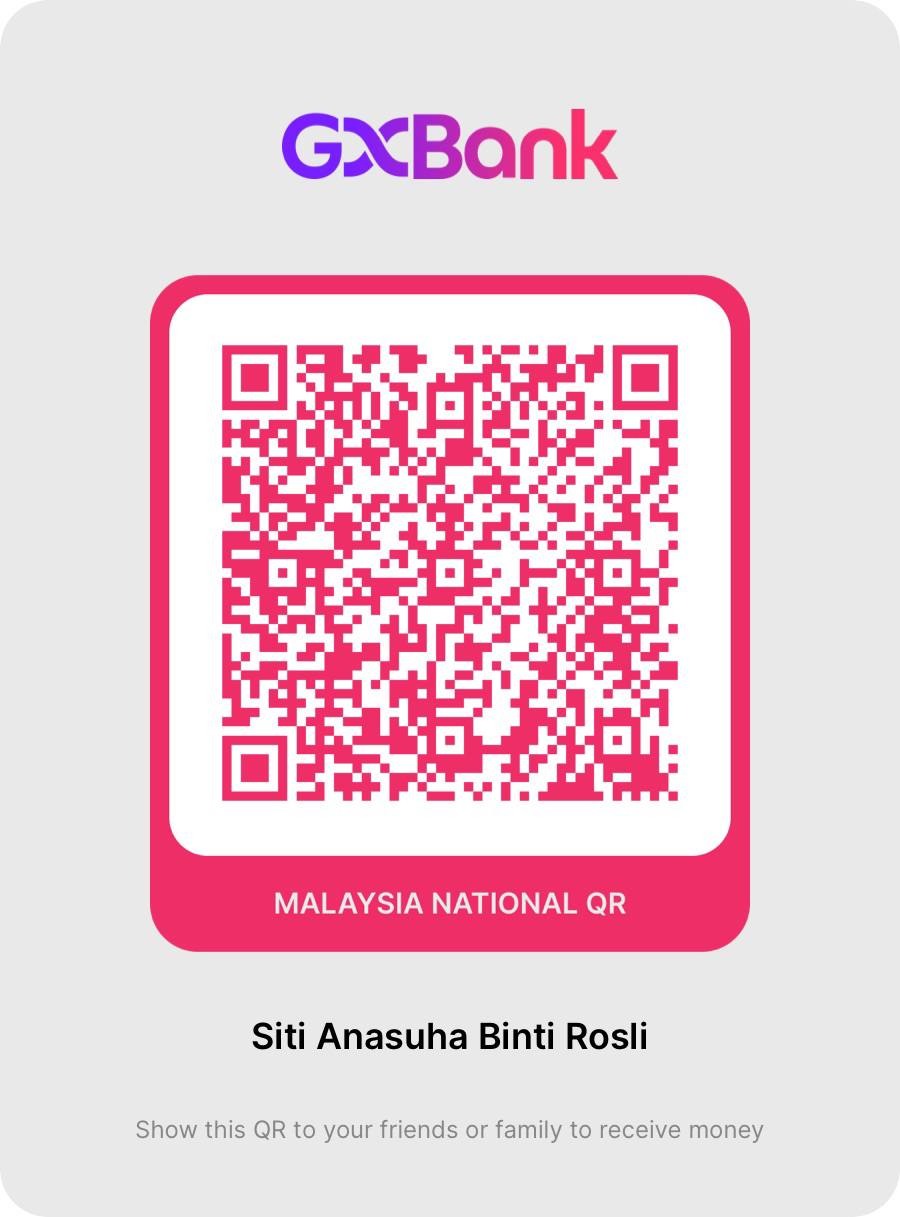 GXBank
MALAYSIA NATIONAL QR
Siti Anasuha Binti Rosli
Show this QR to your friends or family to receive money